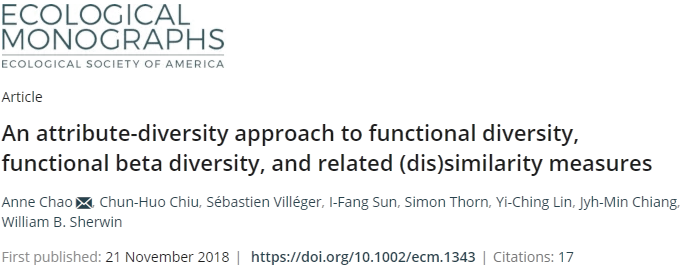 ECOLOGICAL
MONOGRAPHS
ECOLOGICAL SOCIETY OF AMERICA
Article
An attribute-diversity approach to functional diversity,
functional beta diversity, and related (dis)similarity measures
Anne Chao, Chun-Huo Chiu, Sébastien Villéger, I-Fang Sun, Simon Thorn, Yi-Ching Lin, Jyh-Min Chiang,
William B. Sherwin
First published: 21 November 2018 | https://doi.org/10.1002/ecm.1343 | Citations: 17